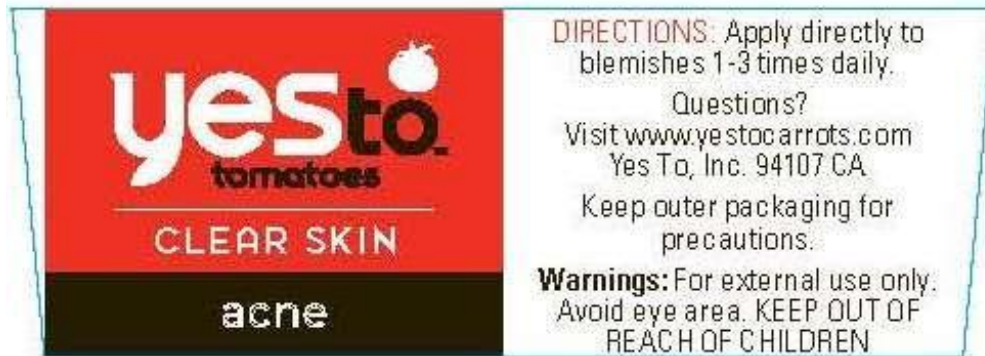 yes to
tomatoes
CLEAR SKIN
acne
DIRECTIONS: Apply directly to
blemishes 1-3 times daily.
Questions?
Visit www.yestocarrots.com
Yes To, Inc. 94107 CA
Keep outer packaging for
precautions.
Warnings: For external use only.
Avoid eye area. KEEP OUT OF
REACH OF CHILDREN